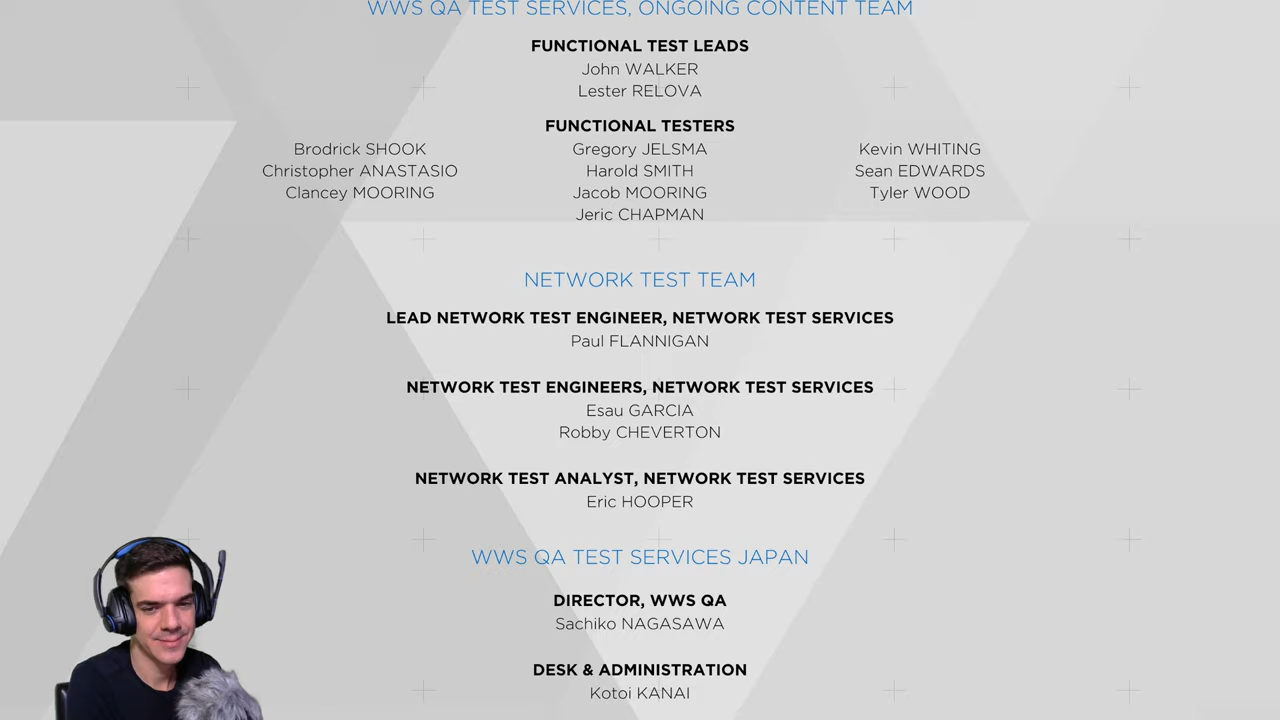 WWS QA TEST SERVICES, ONGOING CONTENT TEAM
FUNCTIONAL TEST LEADS
John WALKER
Lester RELOVA
FUNCTIONAL TESTERS
Brodrick SHOOK Gregory JELSMA Kevin WHITING
Christopher ANASTASIO Harold SMITH Sean EDWARDS
Clancey MOORING Jacob MOORING Tyler WOOD
Jeric CHAPMAN
NETWORK TEST TEAM
LEAD NETWORK TEST ENGINEER, NETWORK TEST SERVICES
Paul FLANNIGAN
NETWORK TEST ENGINEERS, NETWORK TEST SERVICES
Esau GARCIA
Robby CHEVERTON
NETWORK TEST ANALYST, NETWORK TEST SERVICES
Eric HOOPER
WWS QA TEST SERVICES JAPAN
DIRECTOR, WWS QA
Sachiko NAGASAWA
DESK & ADMINISTRATION
Kotoi KANAI